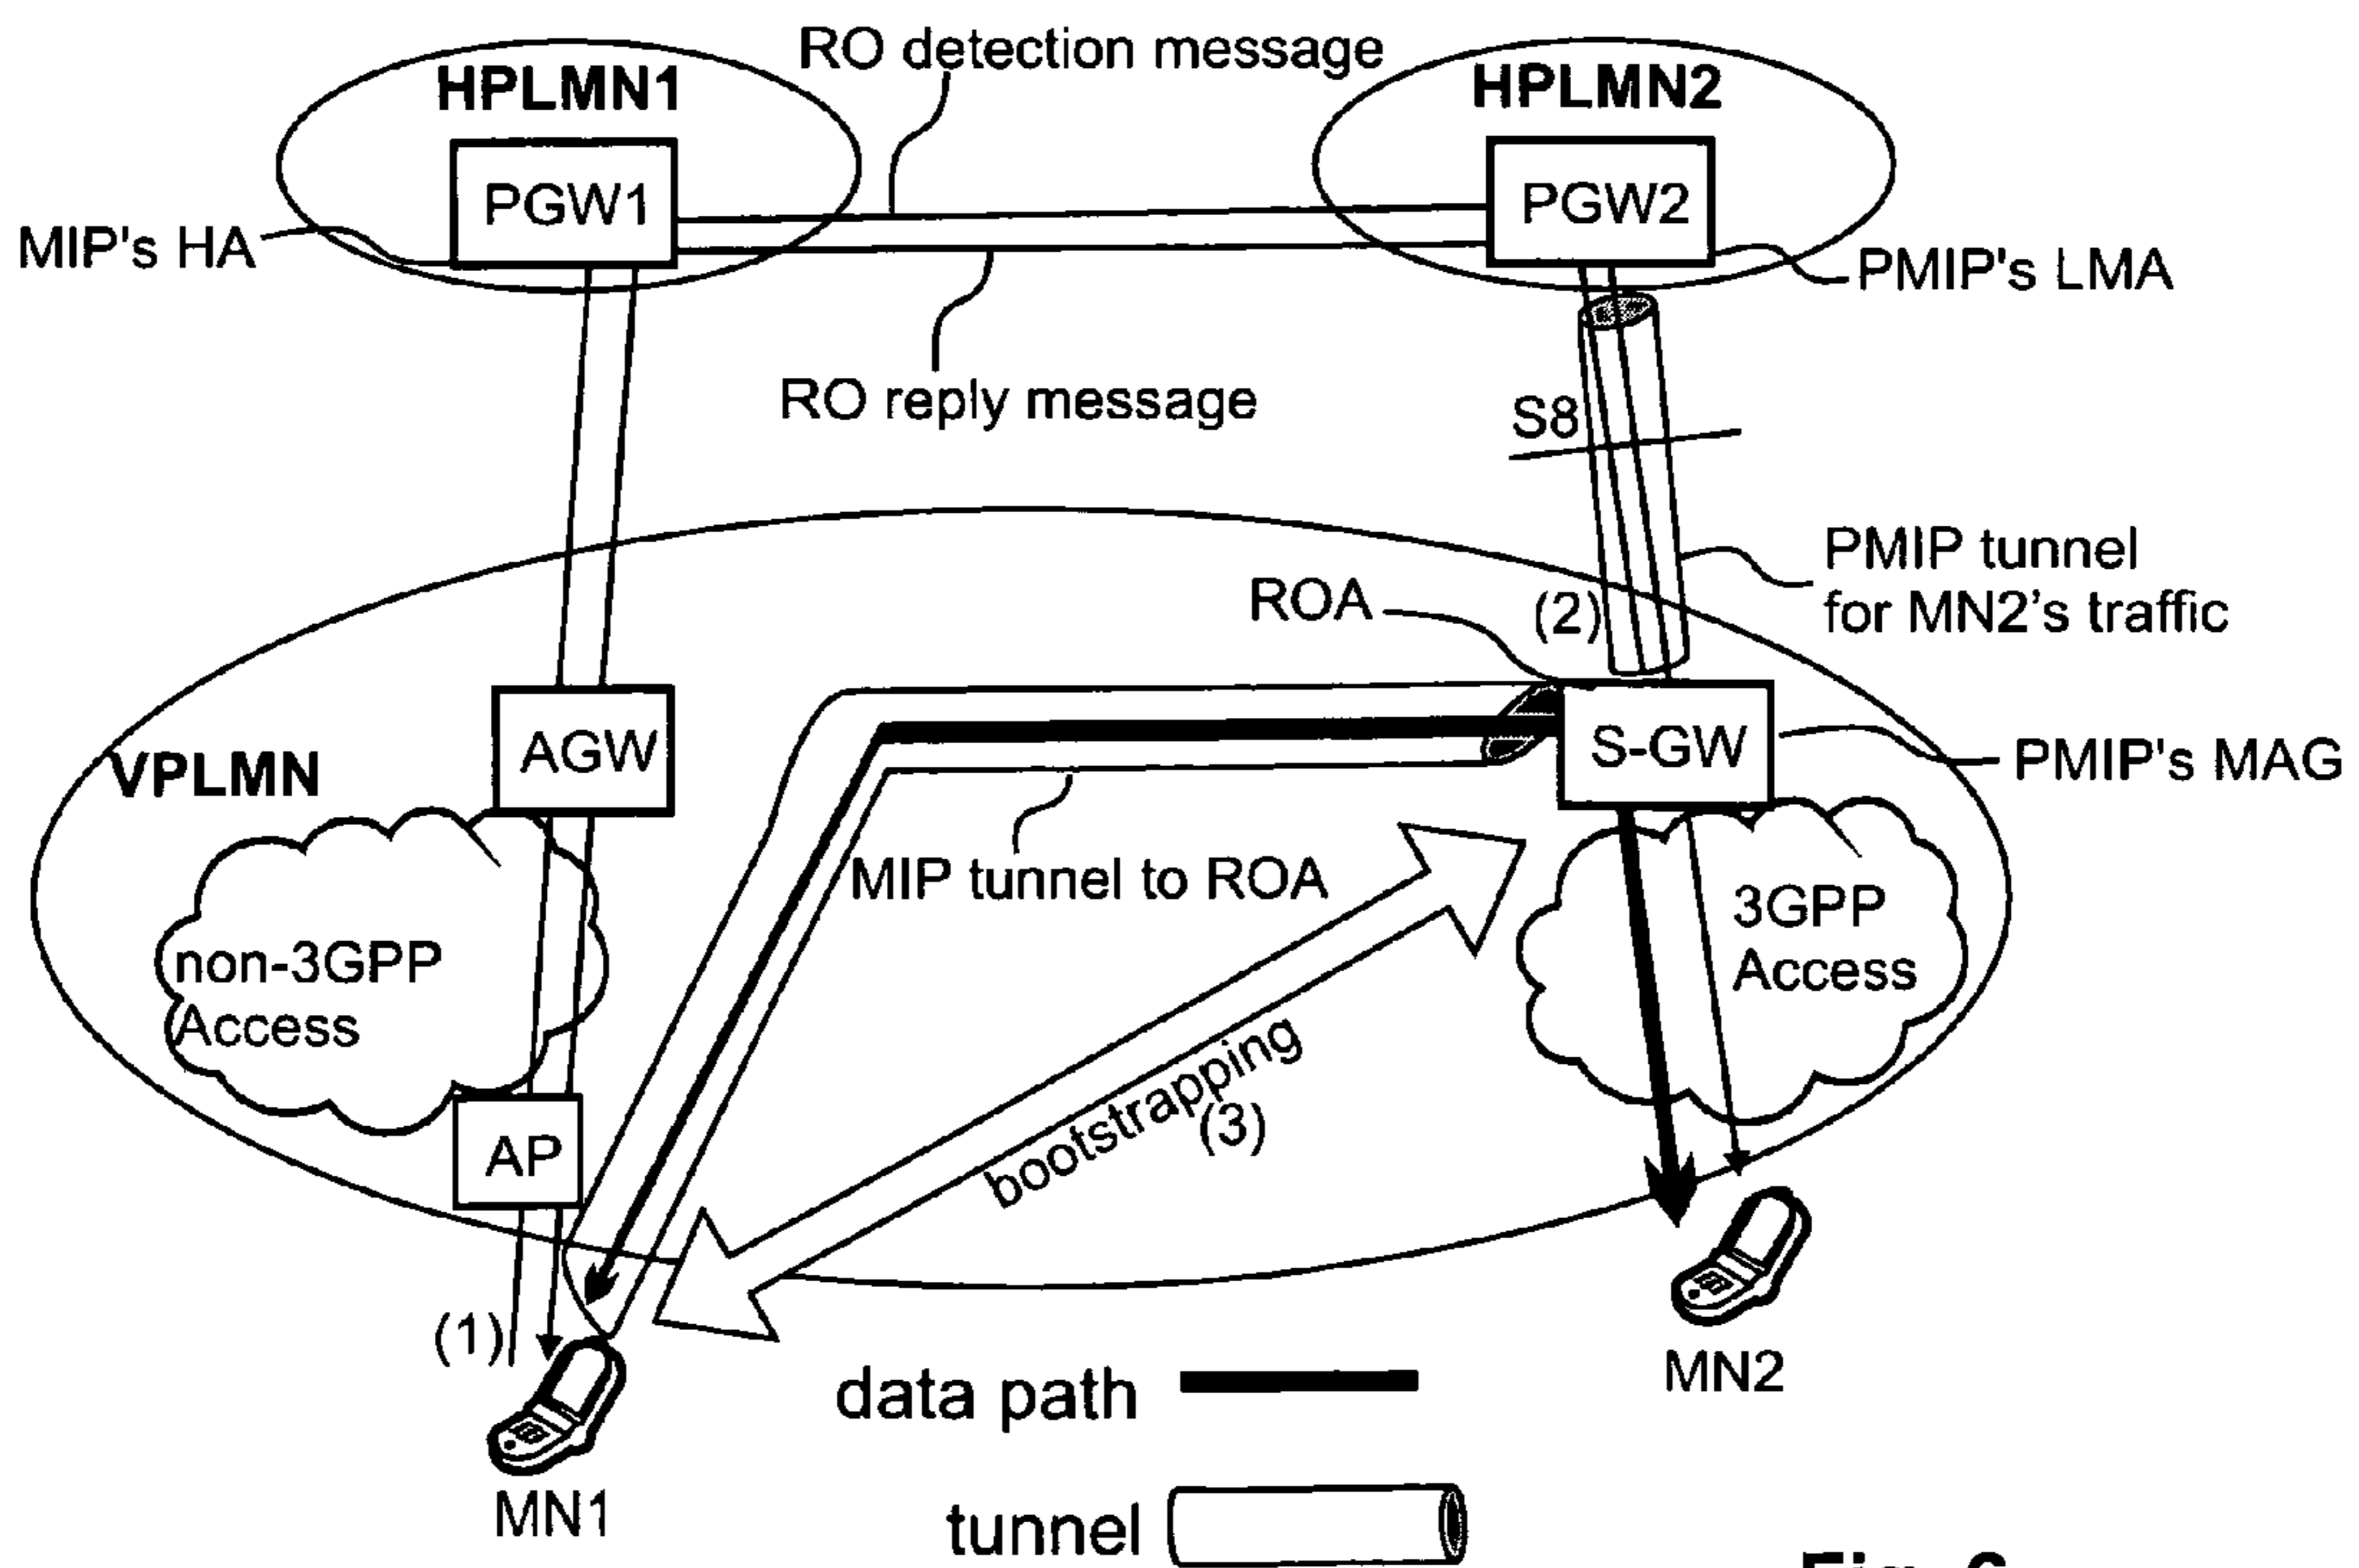 RO detection message
HPLMN1
HPLMN2
PGW1
PGW2
MIP's HA
PMIP's LMA
RO reply message
S8
PMIP tunnel
for MN2's traffic
ROA
(2)
AGW
S-GW
VPLMN
PMIP's MAG
MIP tunnel to ROA
non-3GPP
Access
3GPP
Access
bootstrapping
(3)
AP
(1)
MN1
MN2
data path
tunnel